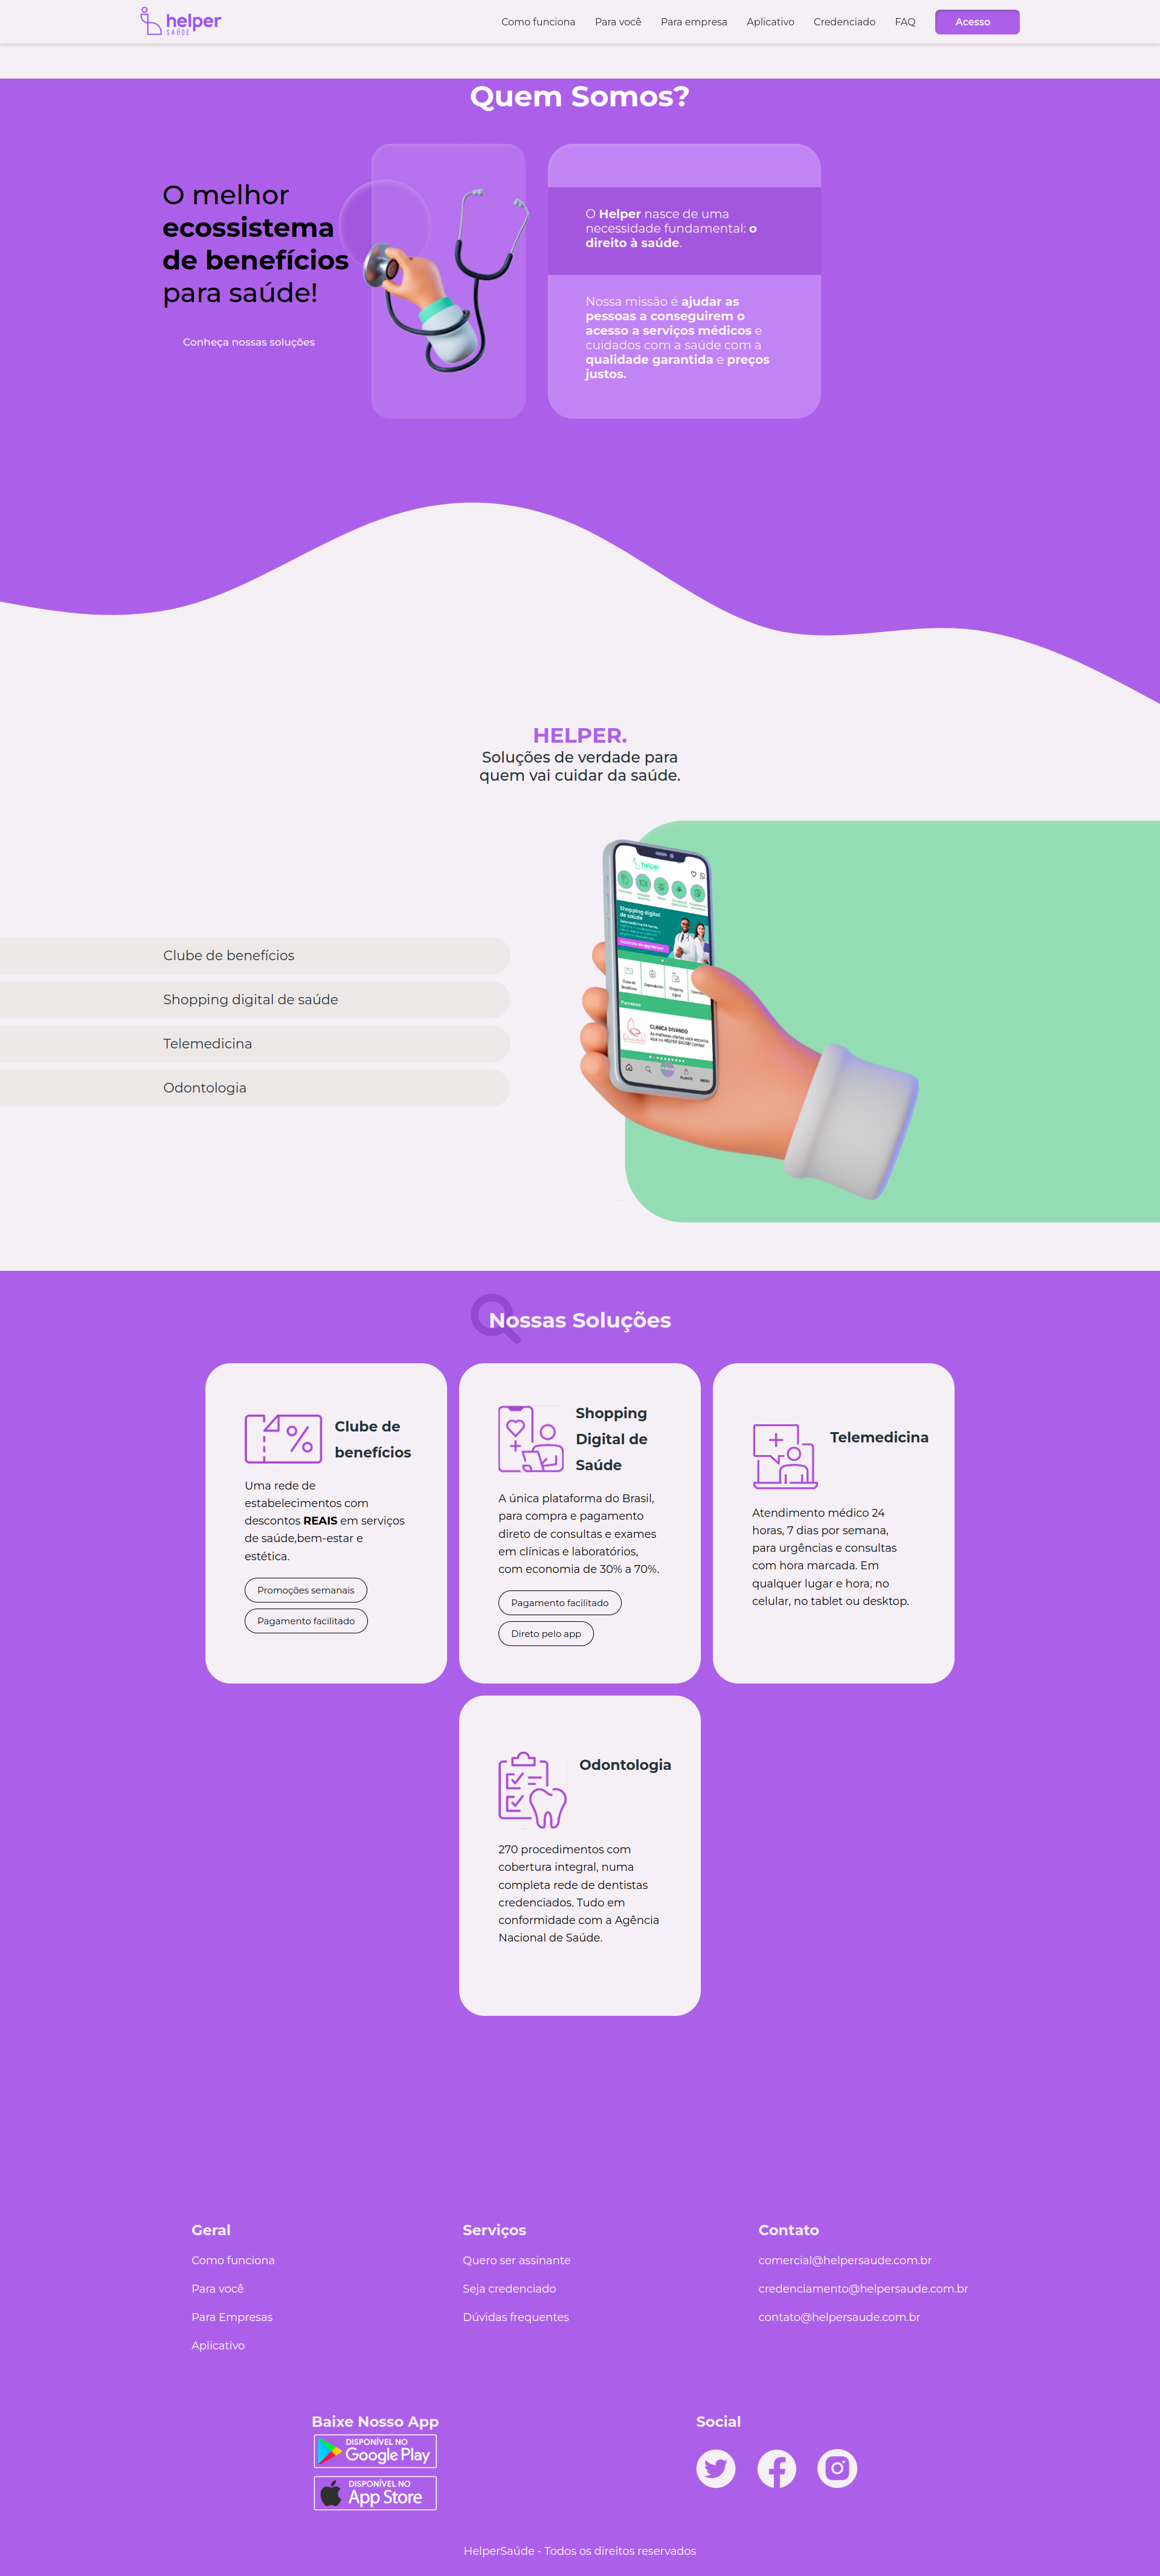 helper
SAÚDE
Como funciona
Para você
Para empresa
Aplicativo
Credenciado
FAQ
Acesso
Quem Somos?
O melhor
ecossistema
de benefícios
para saúde!
Conheça nossas soluções
O Helper nasce de uma
necessidade fundamental: o
direito à saúde.
Nossa missão é ajudar as
pessoas a conseguirem o
acesso a serviços médicos e
cuidados com a saúde com a
qualidade garantida e preços
justos.
HELPER.
Soluções de verdade para
quem vai cuidar da saúde.
Clube de benefícios
Shopping digital de saúde
Telemedicina
Odontologia
helper
Shopping digital
de saúde
Parceiros
CLINICA DIVANDO
Nossas Soluções
Clube de
benefícios
Uma rede de
estabelecimentos com
descontos REAIS em serviços
de saúde,bem-estar e
estética.
Promoções semanais
Pagamento facilitado
Shopping
Digital de
Saúde
A única plataforma do Brasil,
para compra e pagamento
direto de consultas e exames
em clínicas e laboratórios,
com economia de 30% a 70%.
Pagamento facilitado
Direto pelo app
Telemedicina
Atendimento médico 24
horas, 7 dias por semana,
para urgências e consultas
com hora marcada. Em
qualquer lugar e hora, no
celular, no tablet ou desktop.
Odontologia
270 procedimentos com
cobertura integral, numa
completa rede de dentistas
credenciados. Tudo em
conformidade com a Agência
Nacional de Saúde.
Geral
Como funciona
Para você
Para Empresas
Aplicativo
Serviços
Quero ser assinante
Seja credenciado
Dúvidas frequentes
Contato
comercial@helpersaude.com.br
credenciamento@helpersaude.com.br
contato@helpersaude.com.br
Baixe Nosso App
DISPONÍVEL NO
Google Play
DISPONÍVEL NO
App Store
Social
HelperSaúde - Todos os direitos reservados